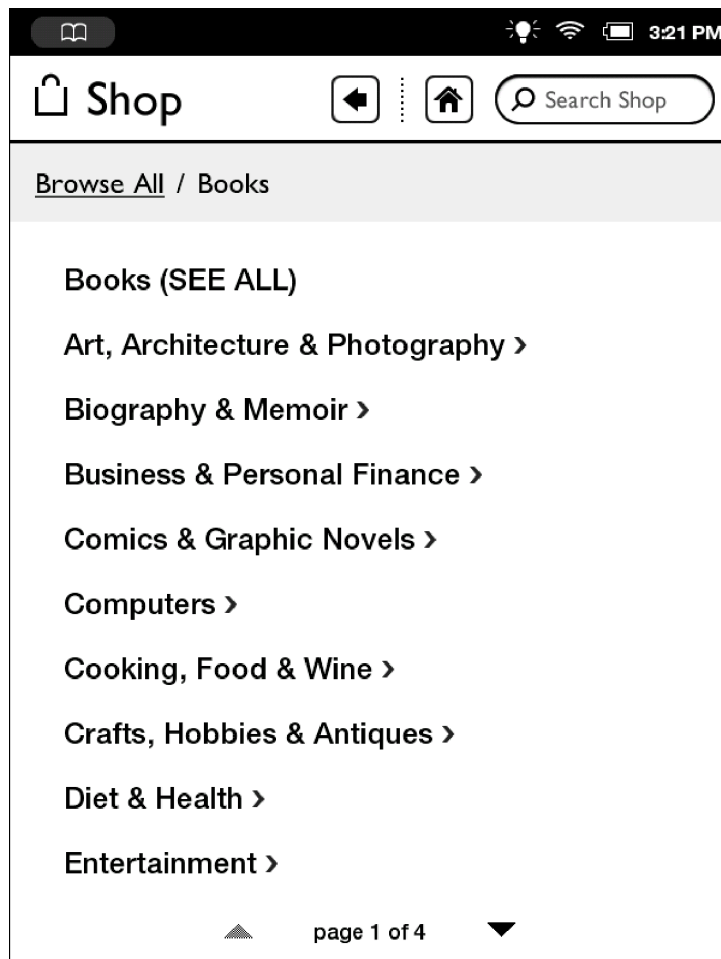 3:21 PM
Shop
Search Shop
Browse All / Books
Books (SEE ALL)
Art, Architecture & Photography ›
Biography & Memoir ›
Business & Personal Finance ›
Comics & Graphic Novels ›
Computers ›
Cooking, Food & Wine ›
Crafts, Hobbies & Antiques ›
Diet & Health ›
Entertainment ›
page 1 of 4